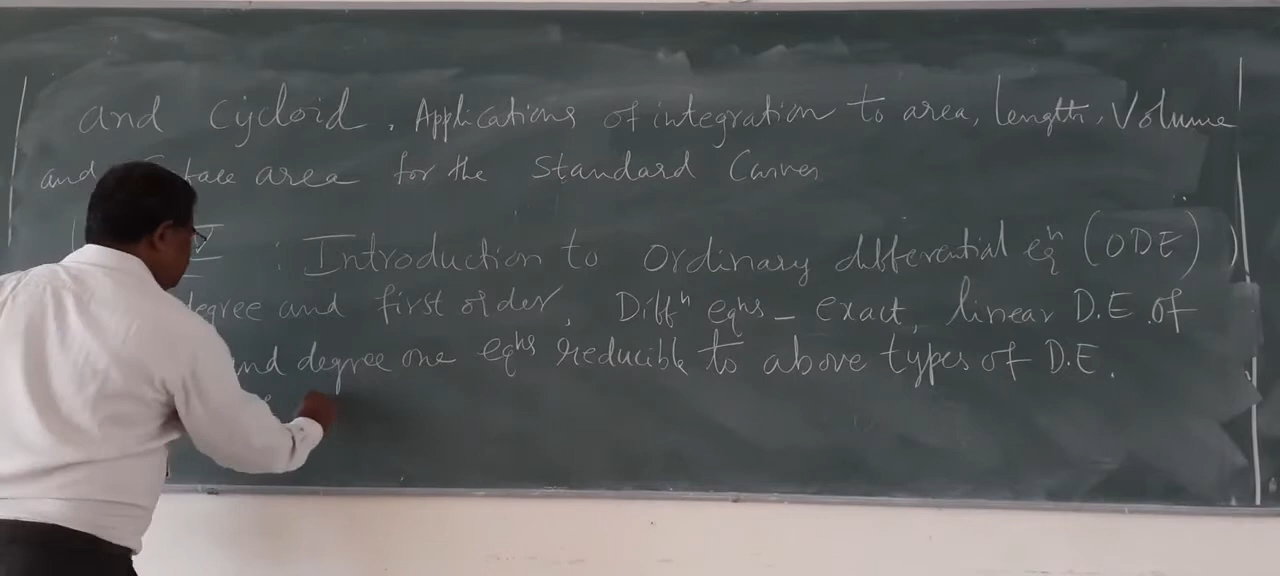 and Cycloid. Applications of integration to area, length, Volume
and face area for the Standard Curves
V : Introduction to Ordinary differential eqⁿ (ODE)
degree and first order, Diffⁿ eqns - exact, linear D.E of
and degree one eqns reducible to above types of D.E.